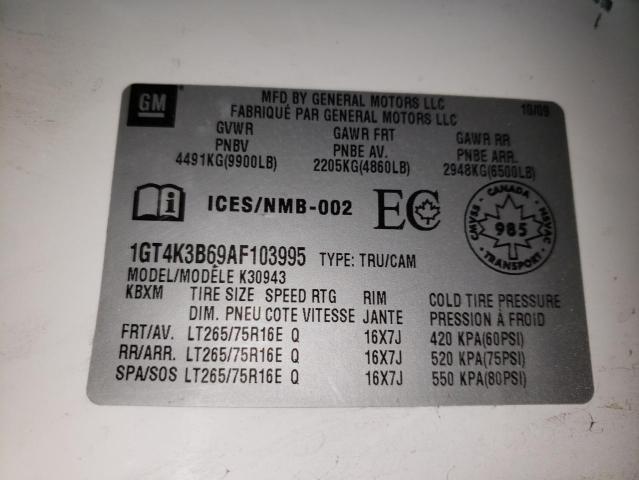 GM
MFD BY GENERAL MOTORS LLC
FABRIQUÉ PAR GENERAL MOTORS LLC
10/09
GVWR GAWR FRT GAWR RR
PNBV PNBE AV. PNBE ARR.
4491KG(9900LB) 2205KG(4860LB) 2948KG(6500LB)
i ICES/NMB-002 EC
CANADA
CMVSS 985 NSVAC
TRANSPORT
1GT4K3B69AF103995 TYPE: TRU/CAM
MODEL/MODÈLE K30943
KBXM TIRE SIZE SPEED RTG RIM COLD TIRE PRESSURE
DIM. PNEU COTE VITESSE JANTE PRESSION À FROID
FRT/AV. LT265/75R16E Q 16X7J 420 KPA(60PSI)
RR/ARR. LT265/75R16E Q 16X7J 520 KPA(75PSI)
SPA/SOS LT265/75R16E Q 16X7J 550 KPA(80PSI)